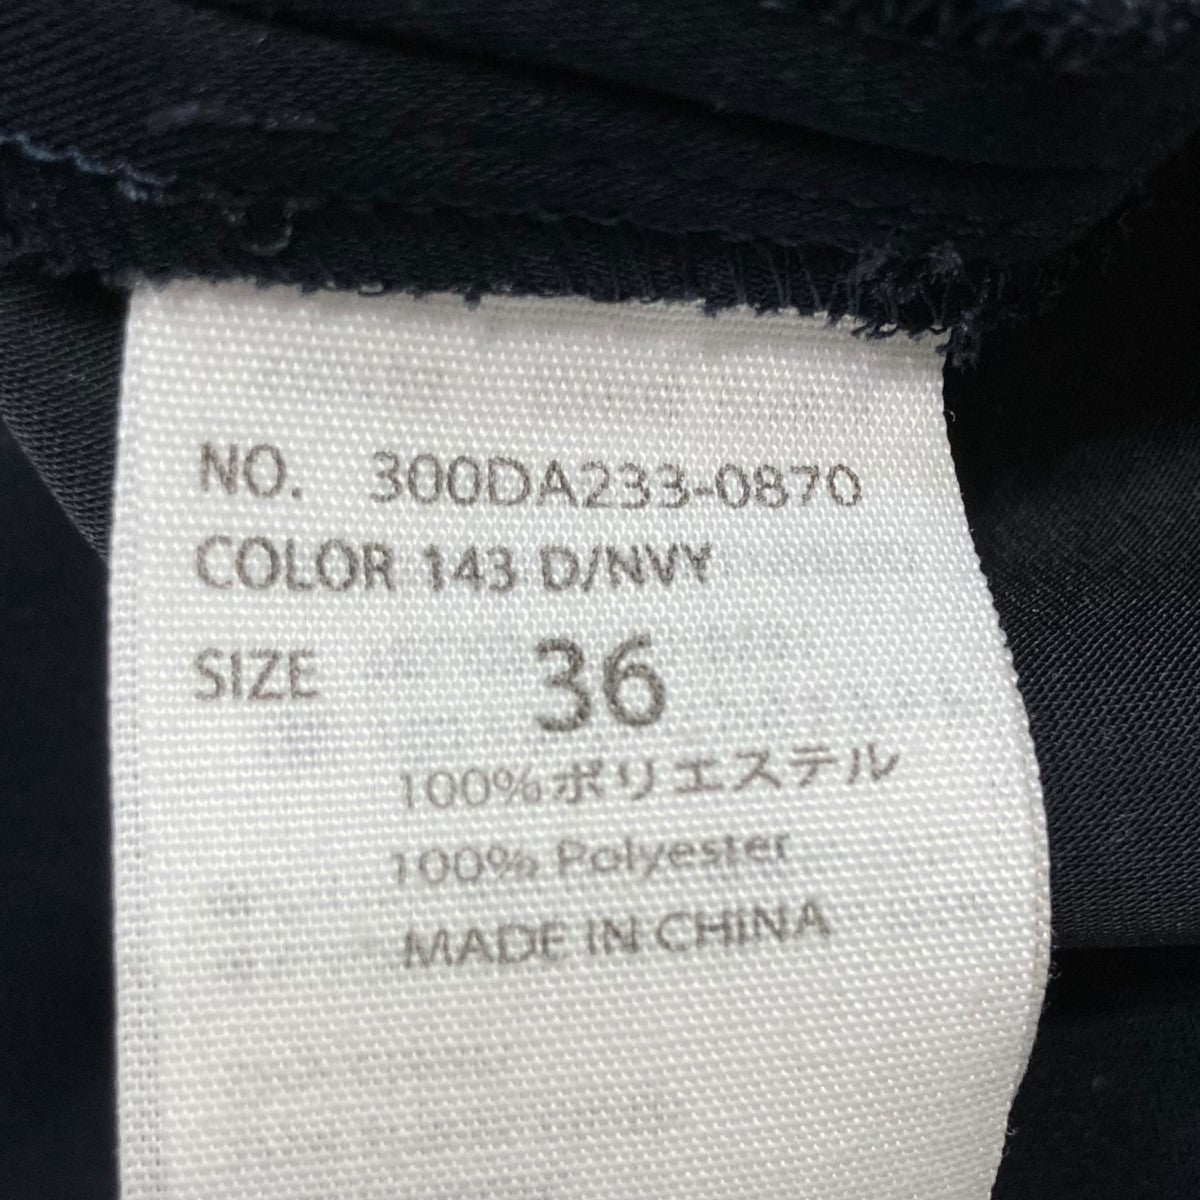 NO. 300DA233-0870
COLOR 143 D/NVY
SIZE 36
100%ポリエステル
100% Polyester
MADE IN CHINA